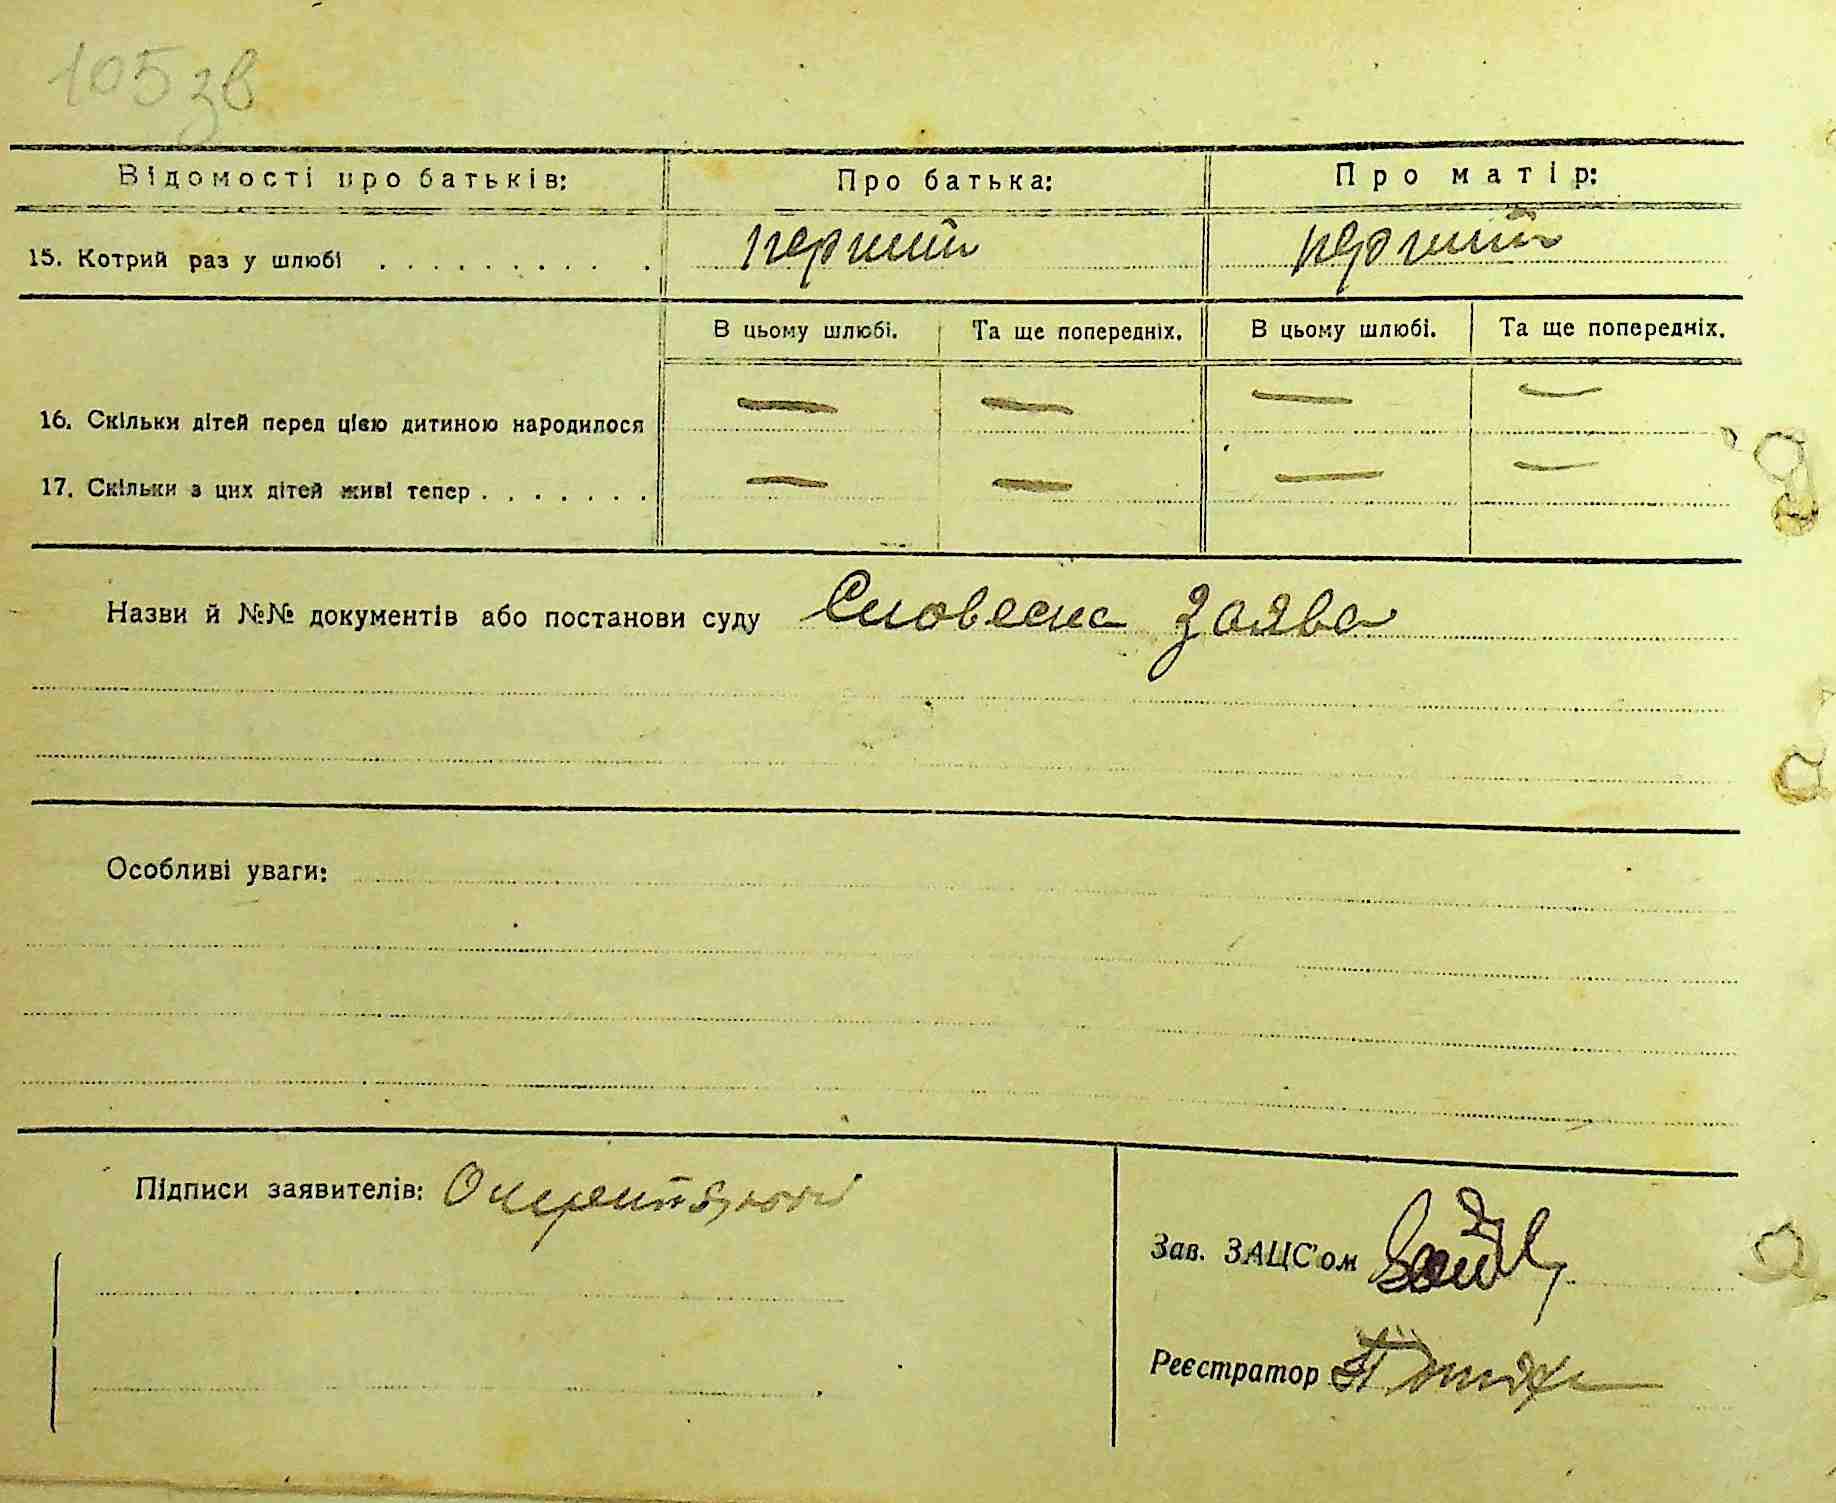 105 зв
Відомості про батьків: Про батька: Про матір:
15. Котрий раз у шлюбі . . . . . . . . . . перший перший
В цьому шлюбі. Та ще попередніх. В цьому шлюбі. Та ще попередніх.
16. Скільки дітей перед цією дитиною народилося — — — —
17. Скільки з цих дітей живі тепер . . . . . . . — — — —
Назви й №№ документів або постанови суду Словесна заява
Особливі уваги:
Підписи заявителів:
Зав. ЗАЦС'ом
Реєстратор